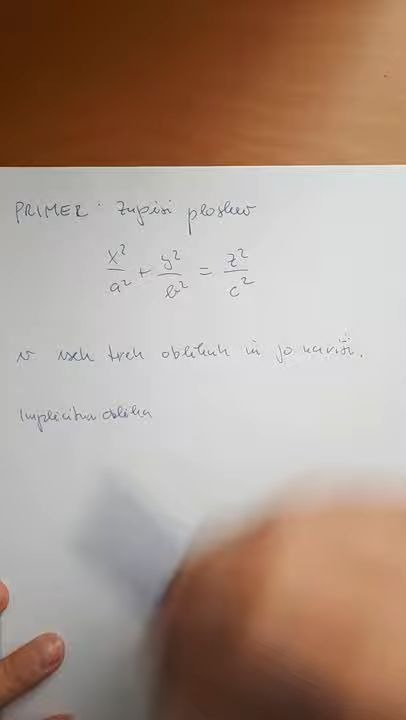 PRIMER: Zapiši ploskev
x²/a² + y²/b² = z²/c²
v vseh treh oblikah in jo nariši.
Implicitna oblika